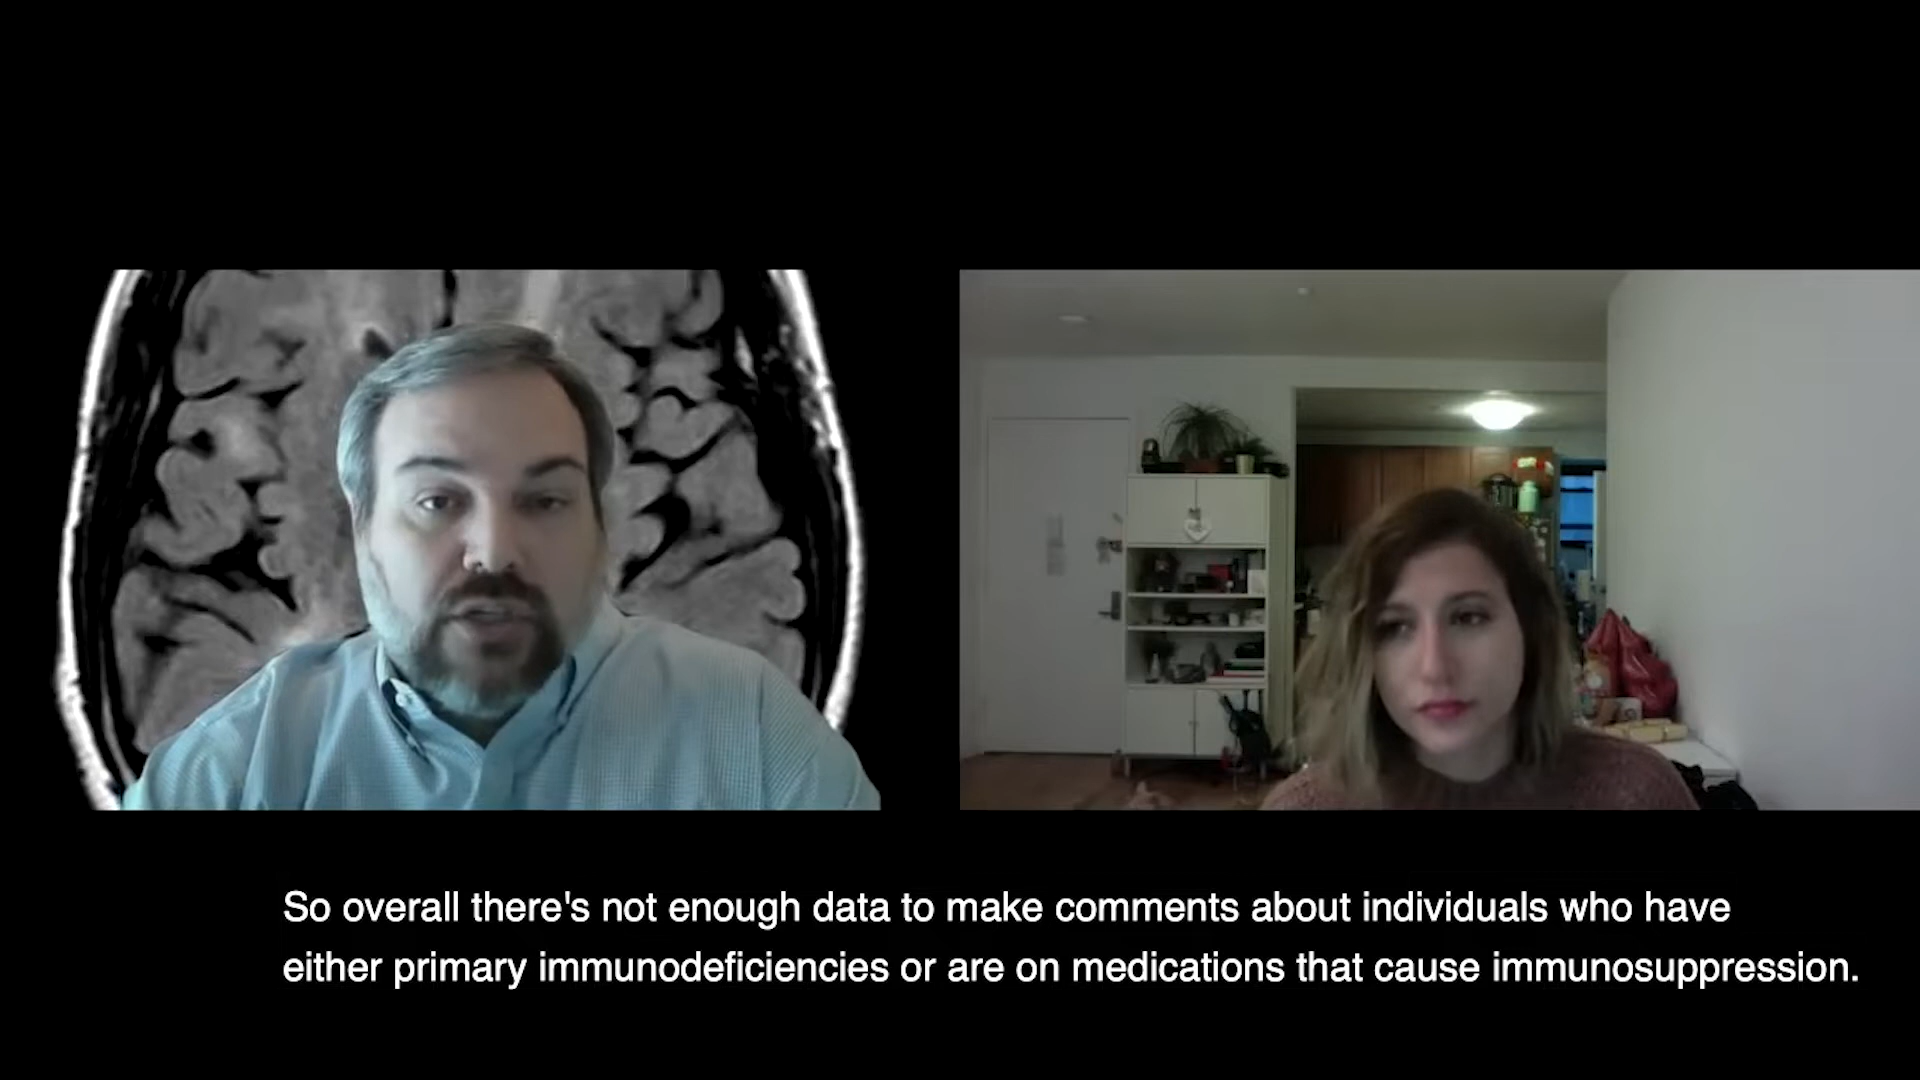 So overall there's not enough data to make comments about individuals who have
either primary immunodeficiencies or are on medications that cause immunosuppression.